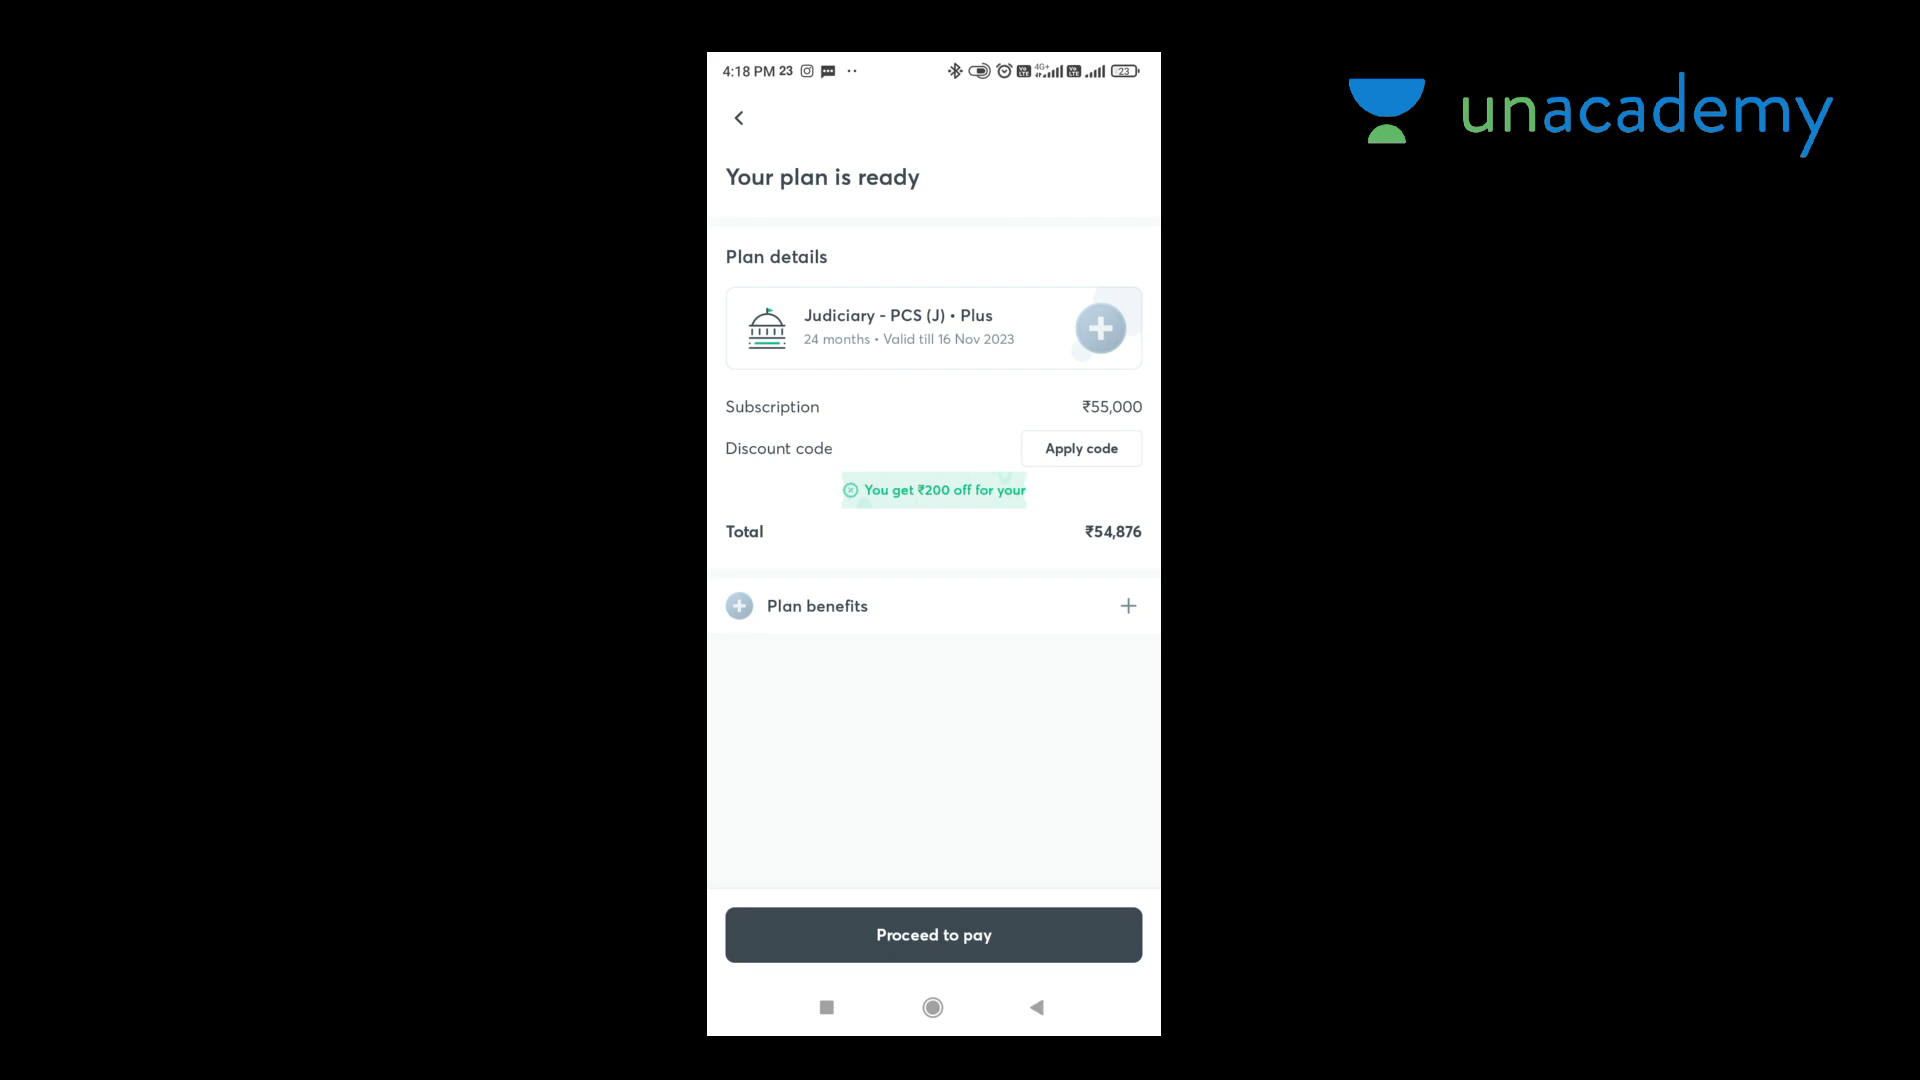 4:18 PM 23
4G+
23
unacademy
Your plan is ready
Plan details
Judiciary - PCS (J) • Plus
24 months • Valid till 16 Nov 2023
Subscription ₹55,000
Discount code Apply code
You get ₹200 off for your
Total ₹54,876
Plan benefits
Proceed to pay